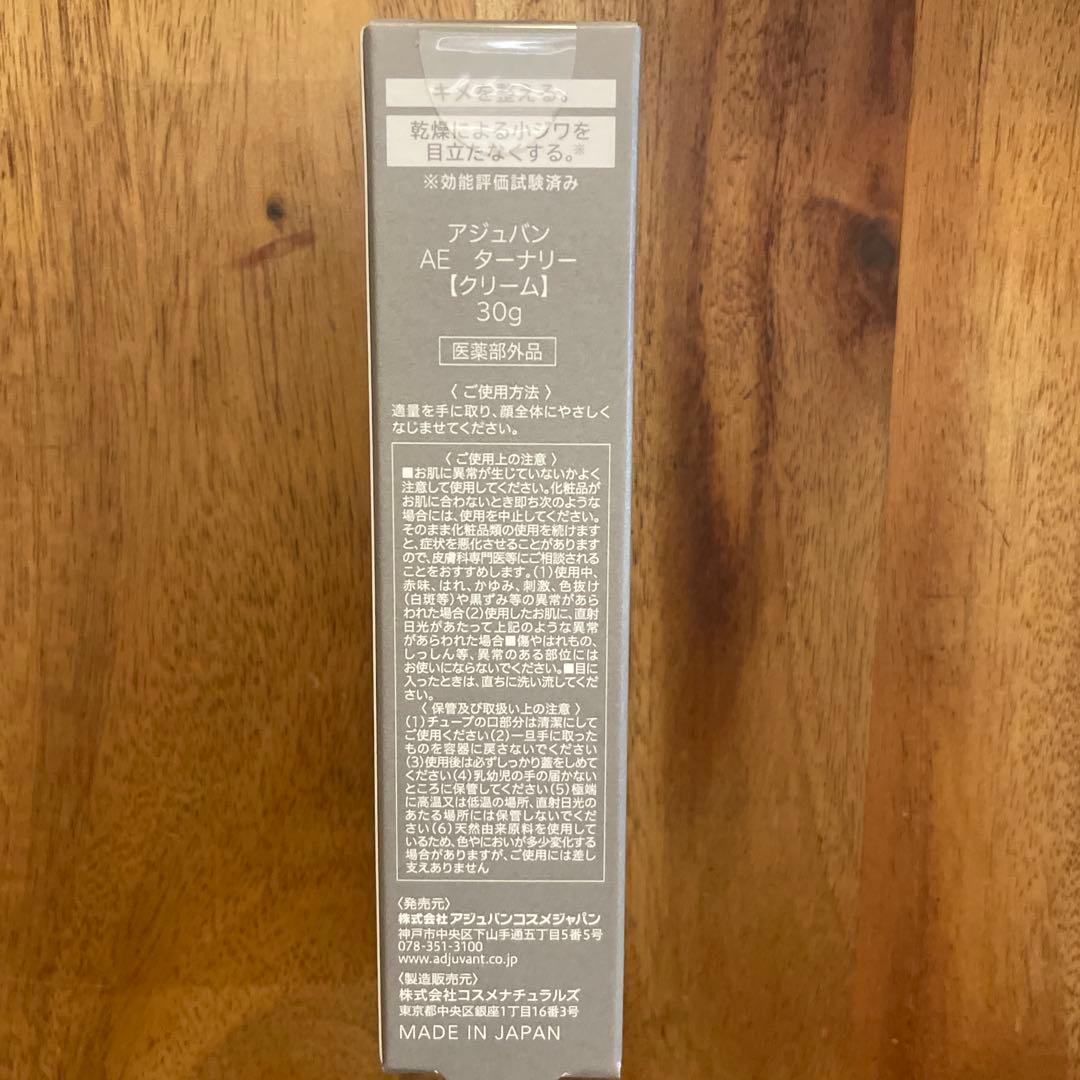 キメを整える。
乾燥による小ジワを
目立たなくする。※
※効能評価試験済み
アジュバン
AE ターナリー
【クリーム】
30g
医薬部外品
〈ご使用方法〉
適量を手に取り、顔全体にやさしく
なじませてください。
〈ご使用上の注意〉
■お肌に異常が生じていないかよく
注意して使用してください。化粧品が
お肌に合わないとき即ち次のような
場合には、使用を中止してください。
そのまま化粧品類の使用を続けます
と、症状を悪化させることがあります
ので、皮膚科専門医等にご相談される
ことをおすすめします。(1)使用中、
赤味、はれ、かゆみ、刺激、色抜け
(白斑等)や黒ずみ等の異常があら
われた場合(2)使用したお肌に、直射
日光があたって上記のような異常
があらわれた場合■傷やはれもの、
しっしん等、異常のある部位には
お使いにならないでください。■目に
入ったときは、直ちに洗い流してくだ
さい。
〈保管及び取扱い上の注意〉
(1)チューブの口部分は清潔にして
ご使用ください(2)一旦手に取った
ものを容器に戻さないでください
(3)使用後は必ずしっかり蓋をしめて
ください(4)乳幼児の手の届かない
ところに保管してください(5)極端
に高温又は低温の場所、直射日光の
あたる場所には保管しないでくだ
さい(6)天然由来原料を使用して
いるため、色やにおいが多少変化する
場合がありますが、ご使用には差し
支えありません
〈発売元〉
株式会社アジュバンコスメジャパン
神戸市中央区下山手通五丁目5番5号
078-351-3100
www.adjuvant.co.jp
〈製造販売元〉
株式会社コスメナチュラルズ
東京都中央区銀座1丁目16番3号
MADE IN JAPAN